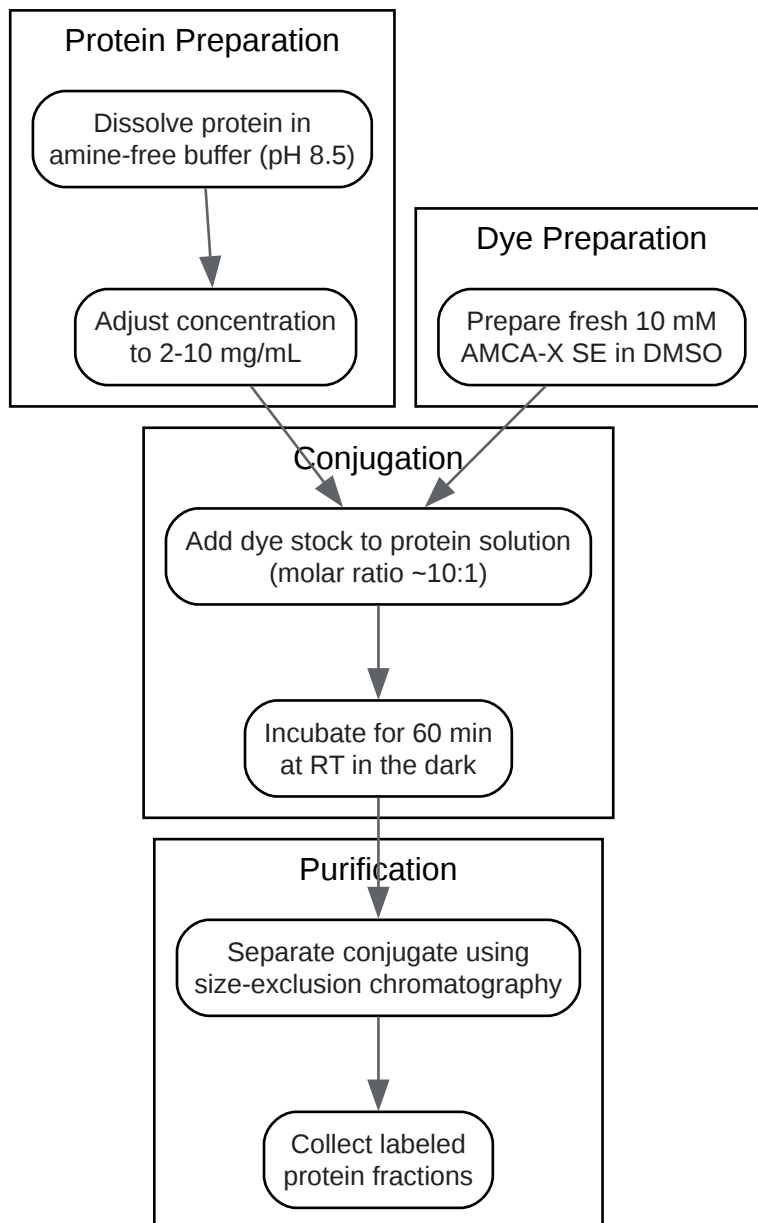 Protein Preparation
Dissolve protein in
amine-free buffer (pH 8.5)
Adjust concentration
to 2-10 mg/mL
Dye Preparation
Prepare fresh 10 mM
AMCA-X SE in DMSO
Conjugation
Add dye stock to protein solution
(molar ratio ~10:1)
Incubate for 60 min
at RT in the dark
Purification
Separate conjugate using
size-exclusion chromatography
Collect labeled
protein fractions